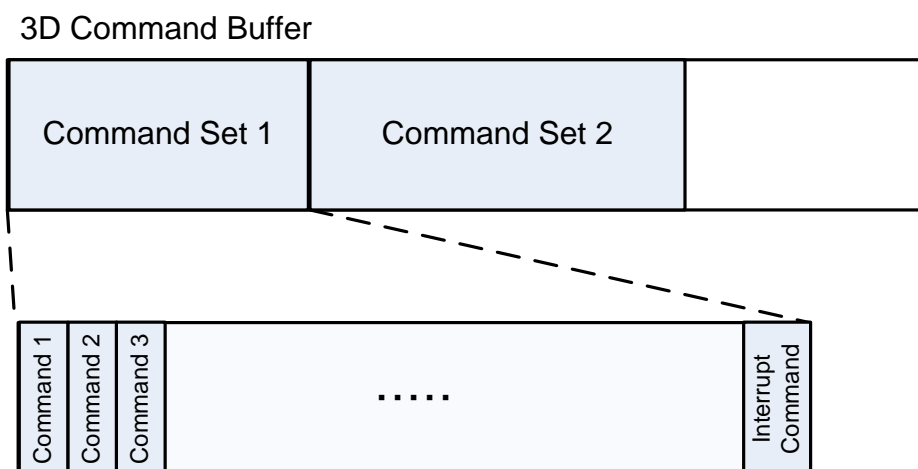 3D Command Buffer
Command Set 1
Command Set 2
Command 1
Command 2
Command 3
.....
Interrupt
Command